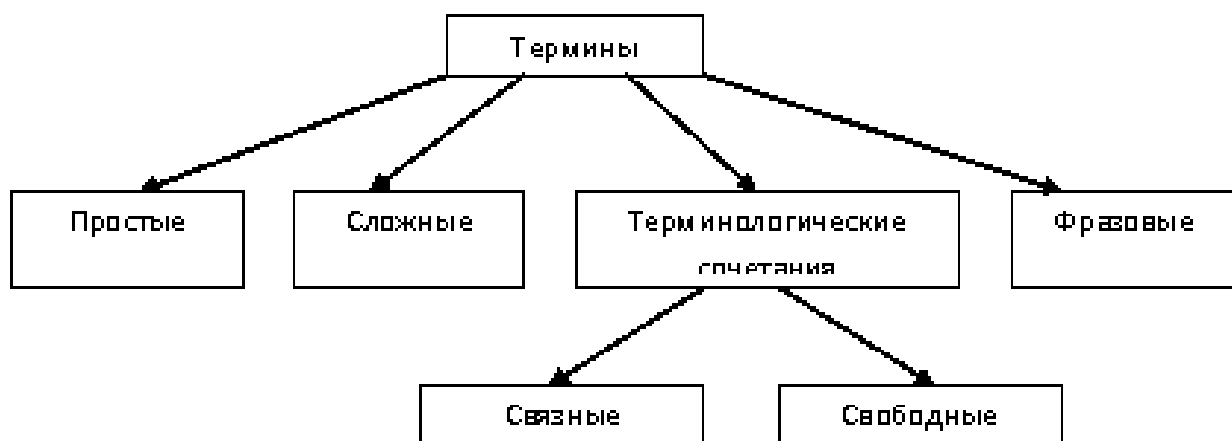 Термины
Простые
Сложные
Терминологические
сочетания
Фразовые
Связные
Свободные